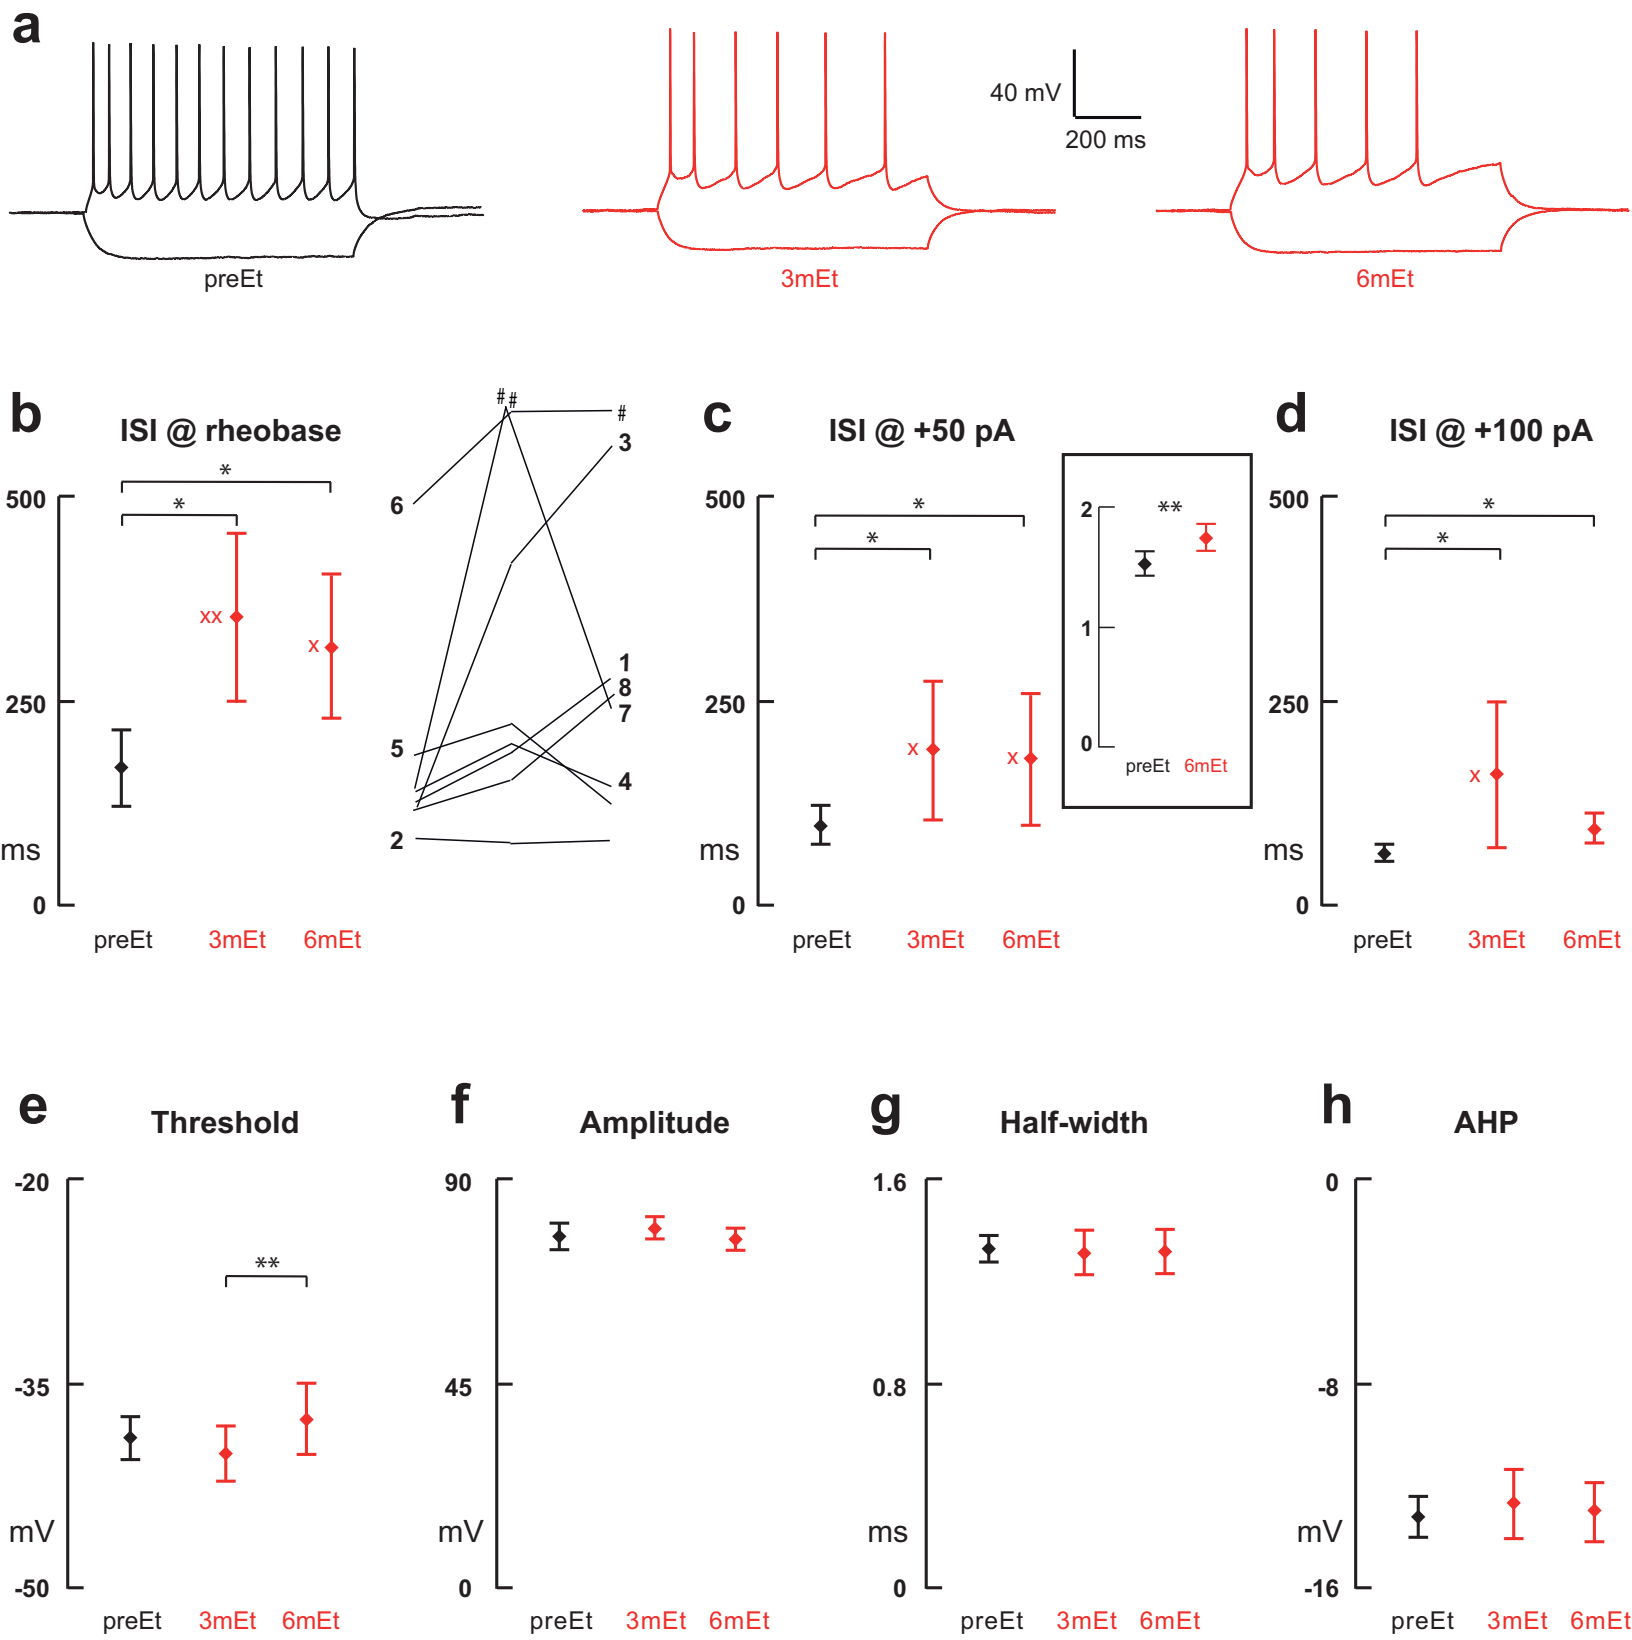 a
40 mV
200 ms
preEt
3mEt
6mEt
b
ISI @ rheobase
*
*
500
250
ms
0
xx
x
preEt
3mEt
6mEt
# #
#
3
6
1
8
7
5
4
2
c
ISI @ +50 pA
*
*
500
250
ms
0
x
x
preEt
3mEt
6mEt
2
**
1
0
preEt
6mEt
d
ISI @ +100 pA
*
*
500
250
ms
0
x
preEt
3mEt
6mEt
e
Threshold
-20
**
-35
mV
-50
preEt
3mEt
6mEt
f
Amplitude
90
45
mV
0
preEt
3mEt
6mEt
g
Half-width
1.6
0.8
ms
0
preEt
3mEt
6mEt
h
AHP
0
-8
mV
-16
preEt
3mEt
6mEt